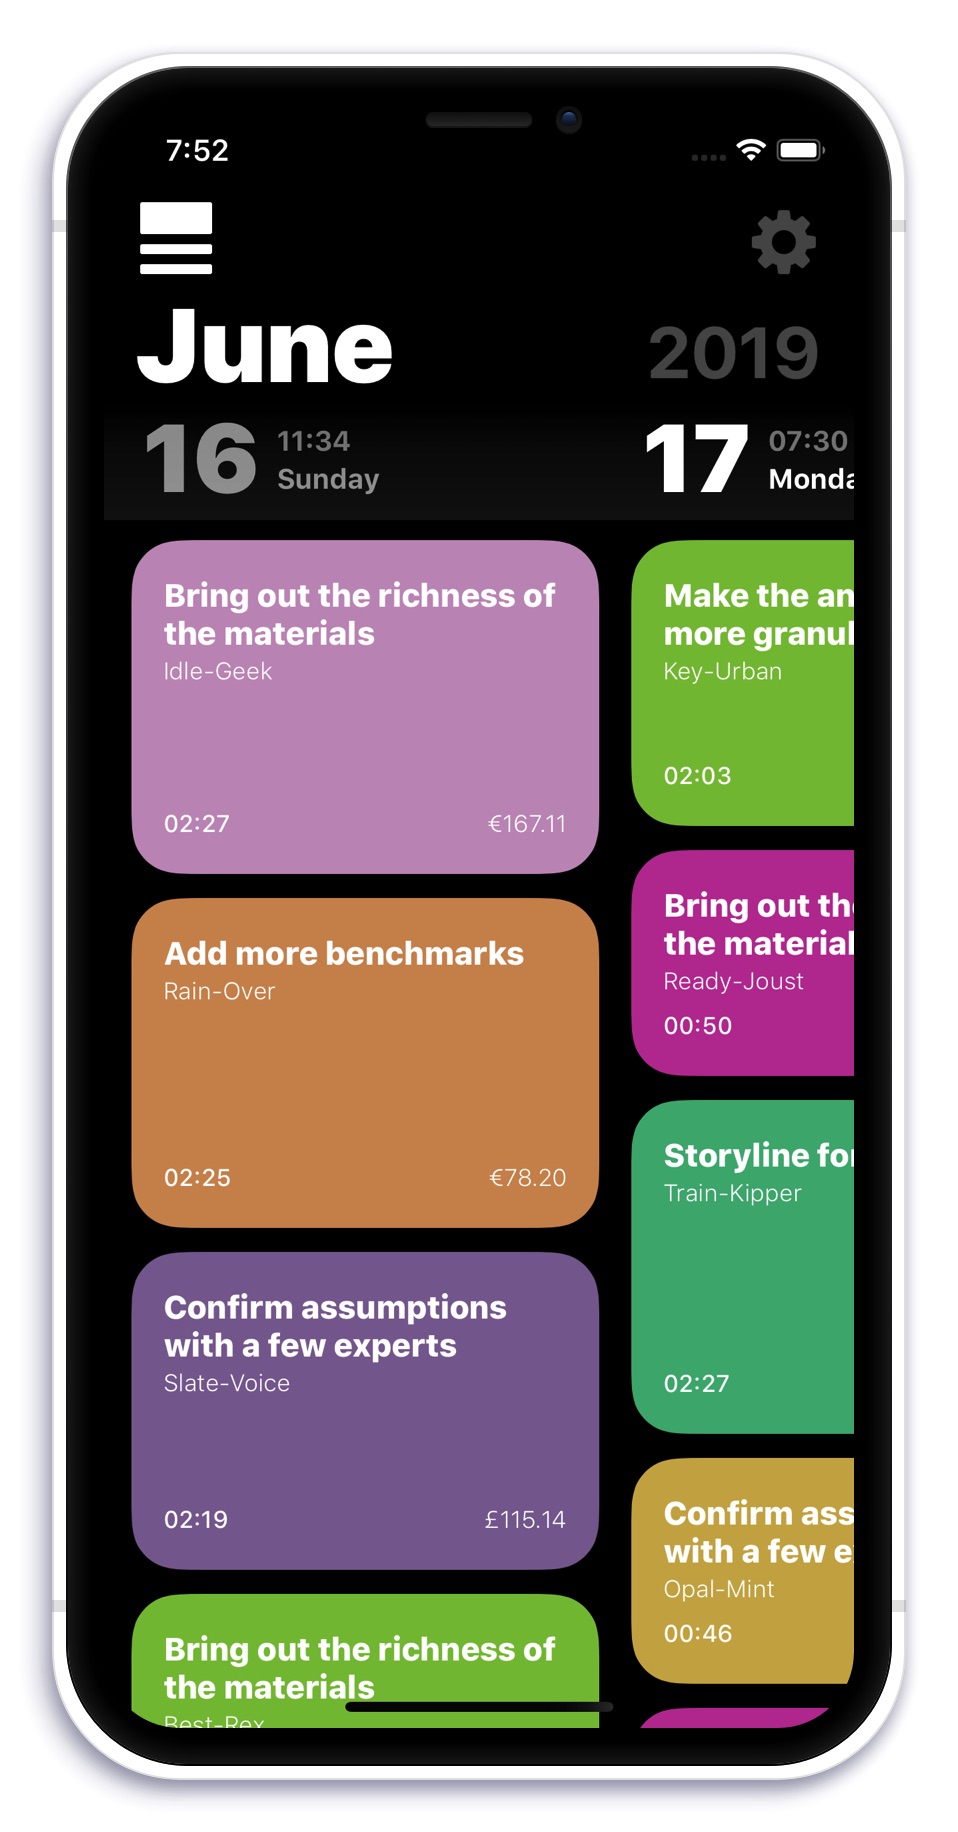 7:52
June
2019
16
11:34
Sunday
17
07:30
Monda
Bring out the richness of
the materials
Idle-Geek
02:27
€167.11
Add more benchmarks
Rain-Over
02:25
€78.20
Confirm assumptions
with a few experts
Slate-Voice
02:19
£115.14
Bring out the richness of
the materials
Best-Rex
Make the an
more granul
Key-Urban
02:03
Bring out the
the material
Ready-Joust
00:50
Storyline for
Train-Kipper
02:27
Confirm ass
with a few e
Opal-Mint
00:46